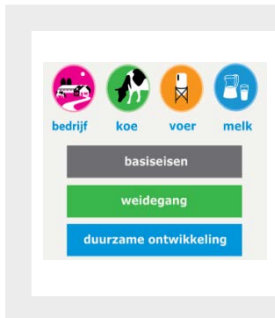 bedrijf koe voer melk
basiseisen
weidegang
duurzame ontwikkeling